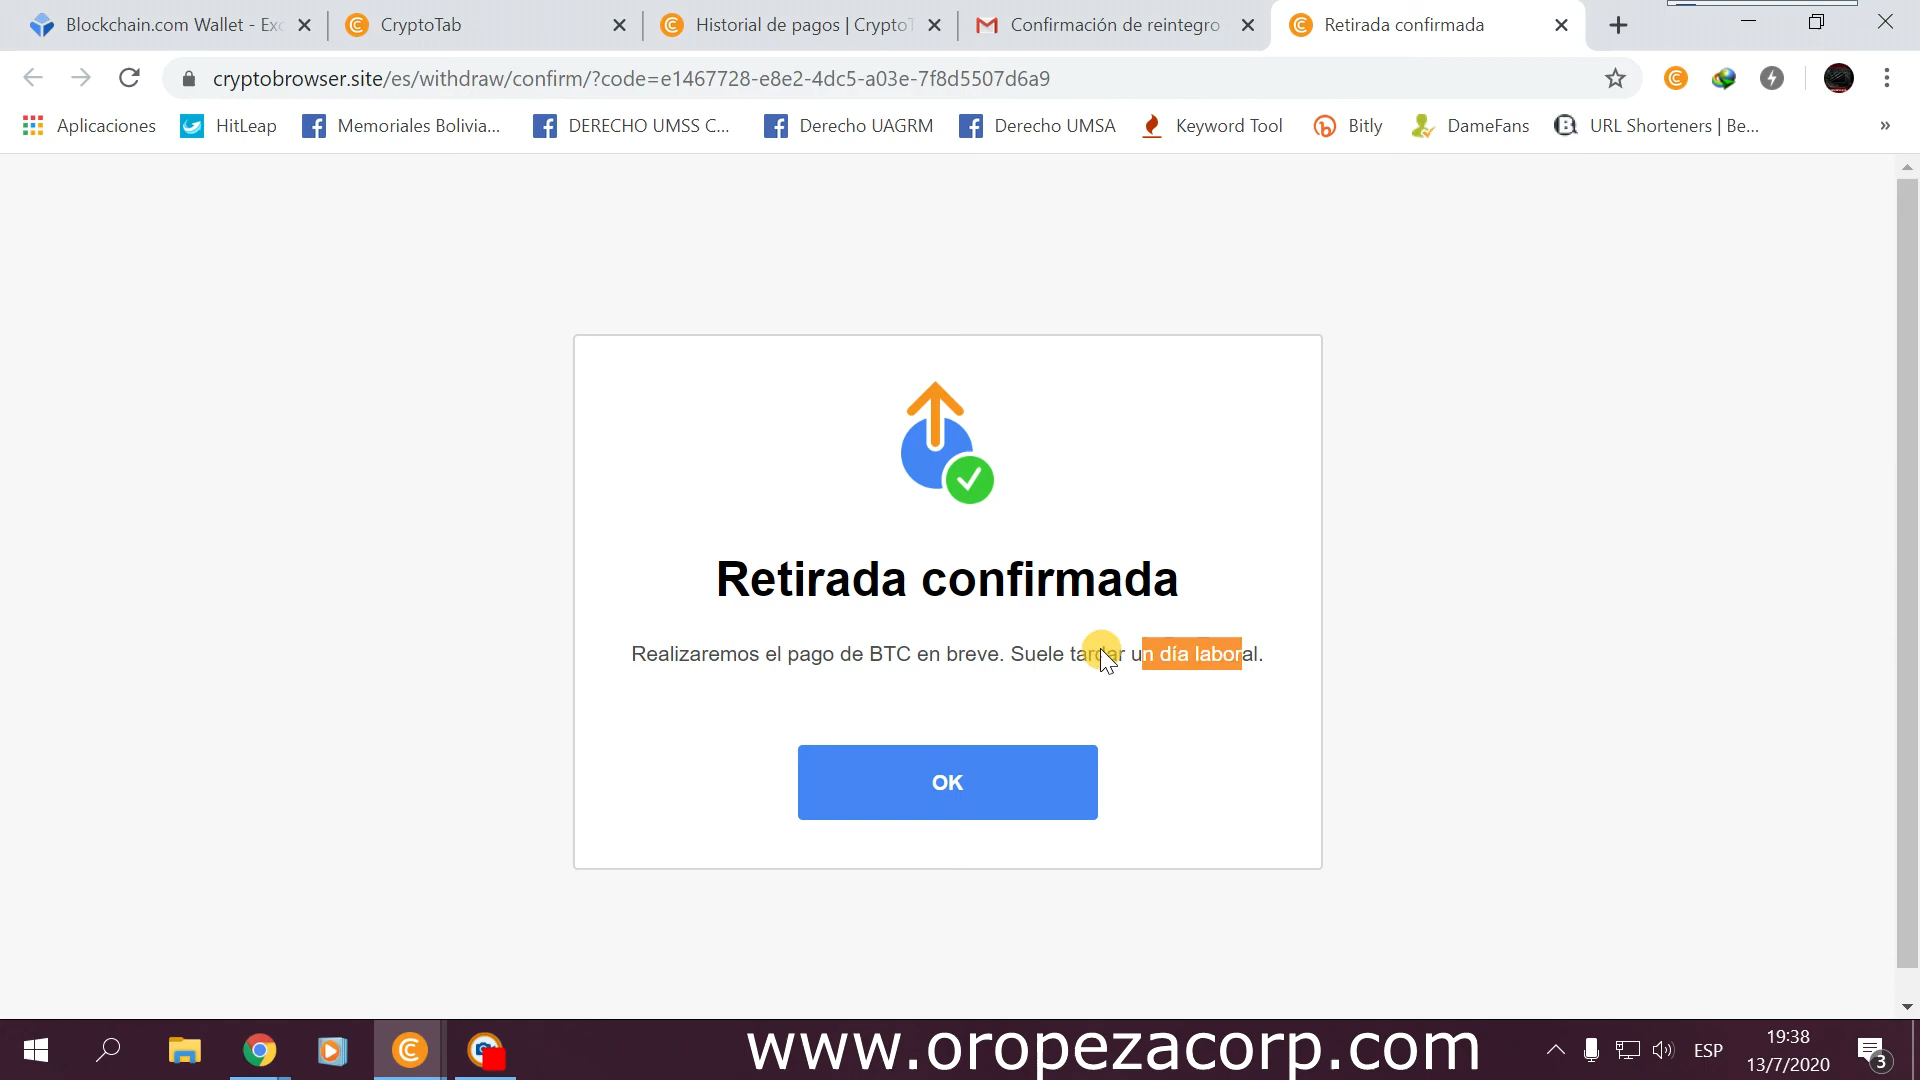 Blockchain.com Wallet - Exc
CryptoTab
Historial de pagos | CryptoT
Confirmación de reintegro
Retirada confirmada
cryptobrowser.site/es/withdraw/confirm/?code=e1467728-e8e2-4dc5-a03e-7f8d5507d6a9
Aplicaciones
HitLeap
Memoriales Bolivia...
DERECHO UMSS C...
Derecho UAGRM
Derecho UMSA
Keyword Tool
Bitly
DameFans
URL Shorteners | Be...
»
Retirada confirmada
Realizaremos el pago de BTC en breve. Suele tardar un día laboral.
OK
www.oropezacorp.com
ESP
19:38
13/7/2020
3